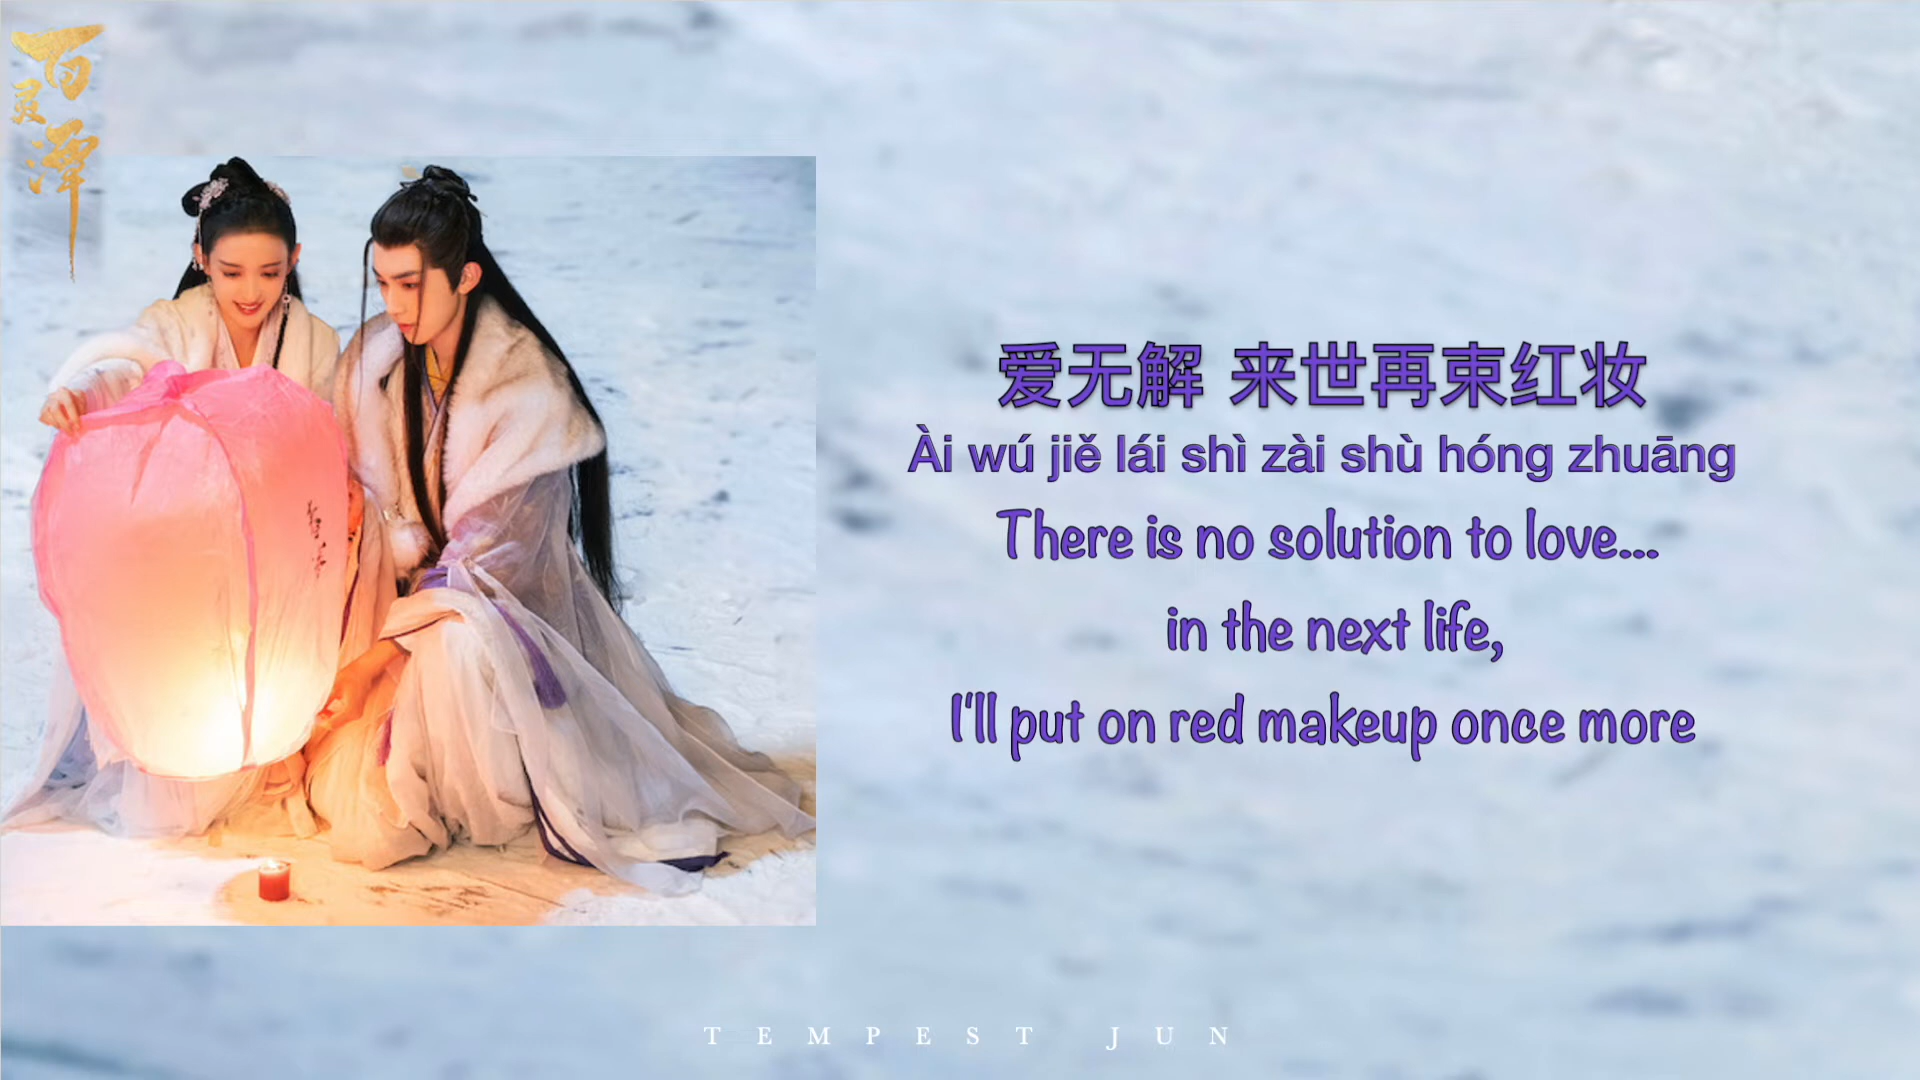 百灵潭
爱无解 来世再束红妆
Ài wú jiě lái shì zài shù hóng zhuāng
There is no solution to love...
in the next life,
I'll put on red makeup once more
TEMPEST JUN